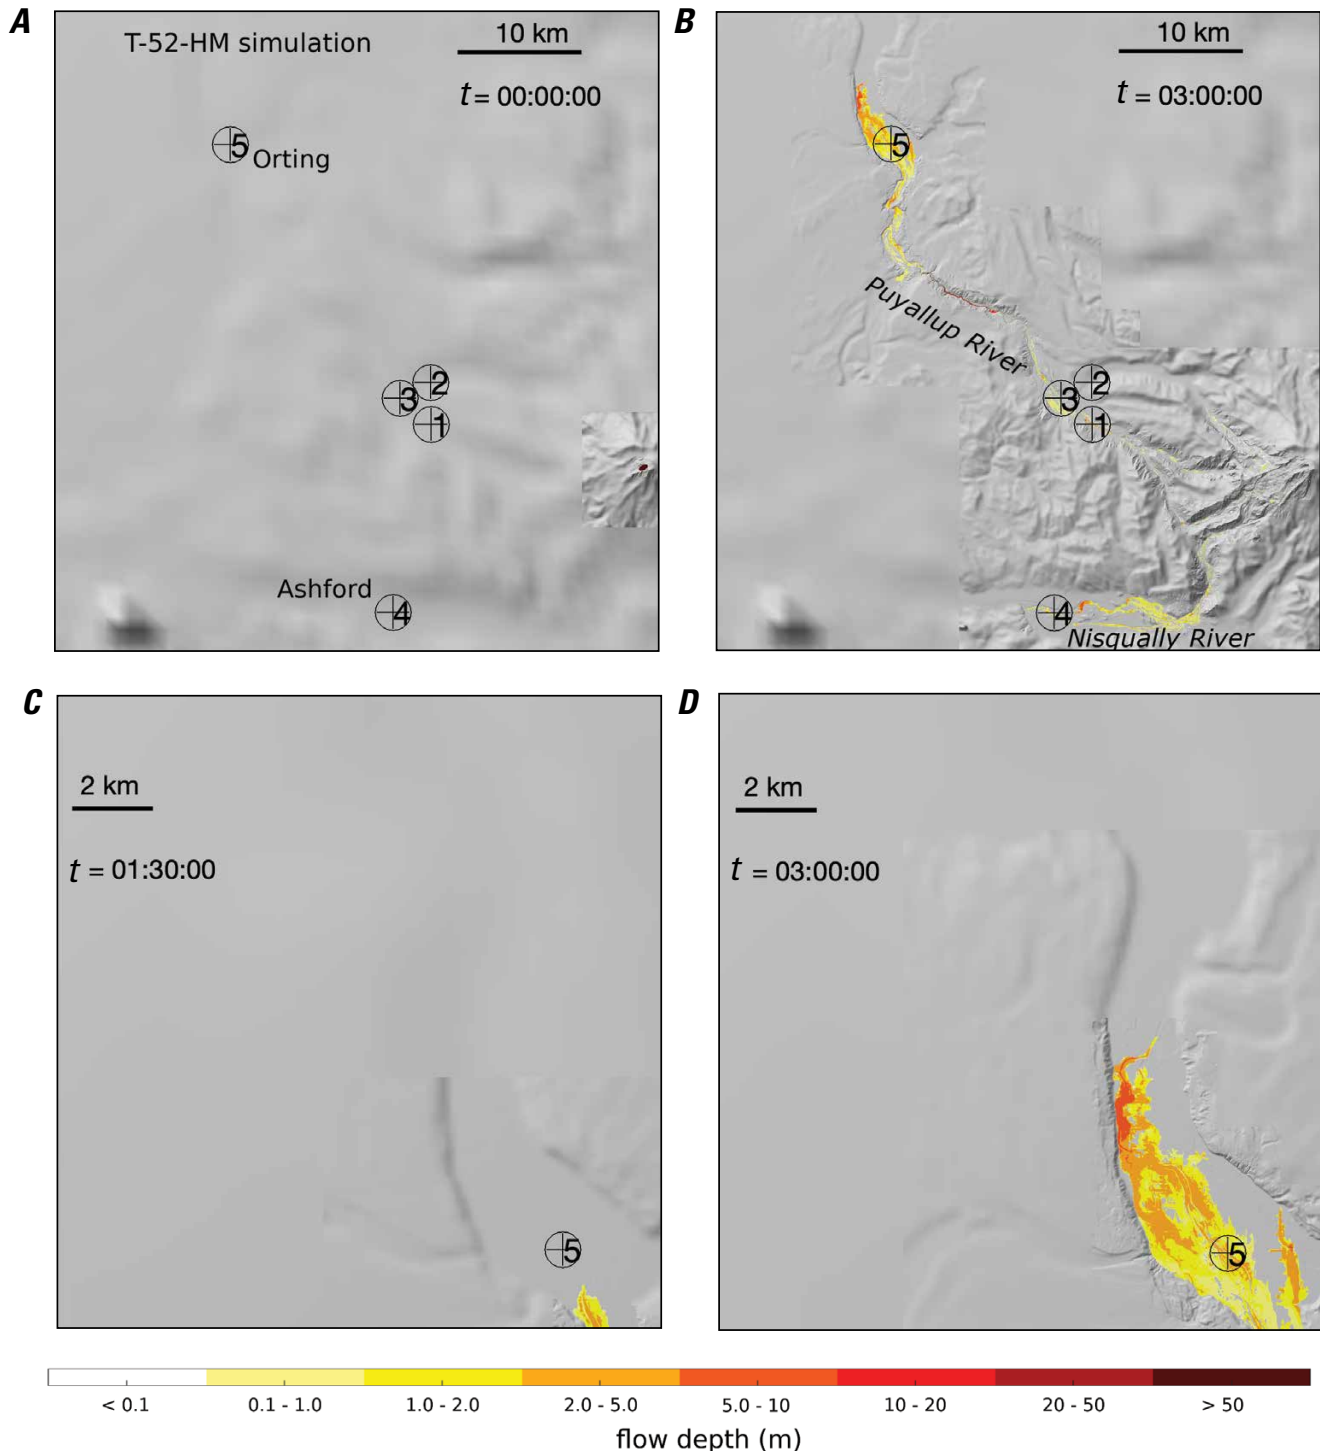 A
T-52-HM simulation
10 km
t = 00:00:00
5
Orting
2
3
1
Ashford
4
B
10 km
t = 03:00:00
5
Puyallup River
2
3
1
4
Nisqually River
C
2 km
t = 01:30:00
5
D
2 km
t = 03:00:00
5
< 0.1
0.1 - 1.0
1.0 - 2.0
2.0 - 5.0
5.0 - 10
10 - 20
20 - 50
> 50
flow depth (m)